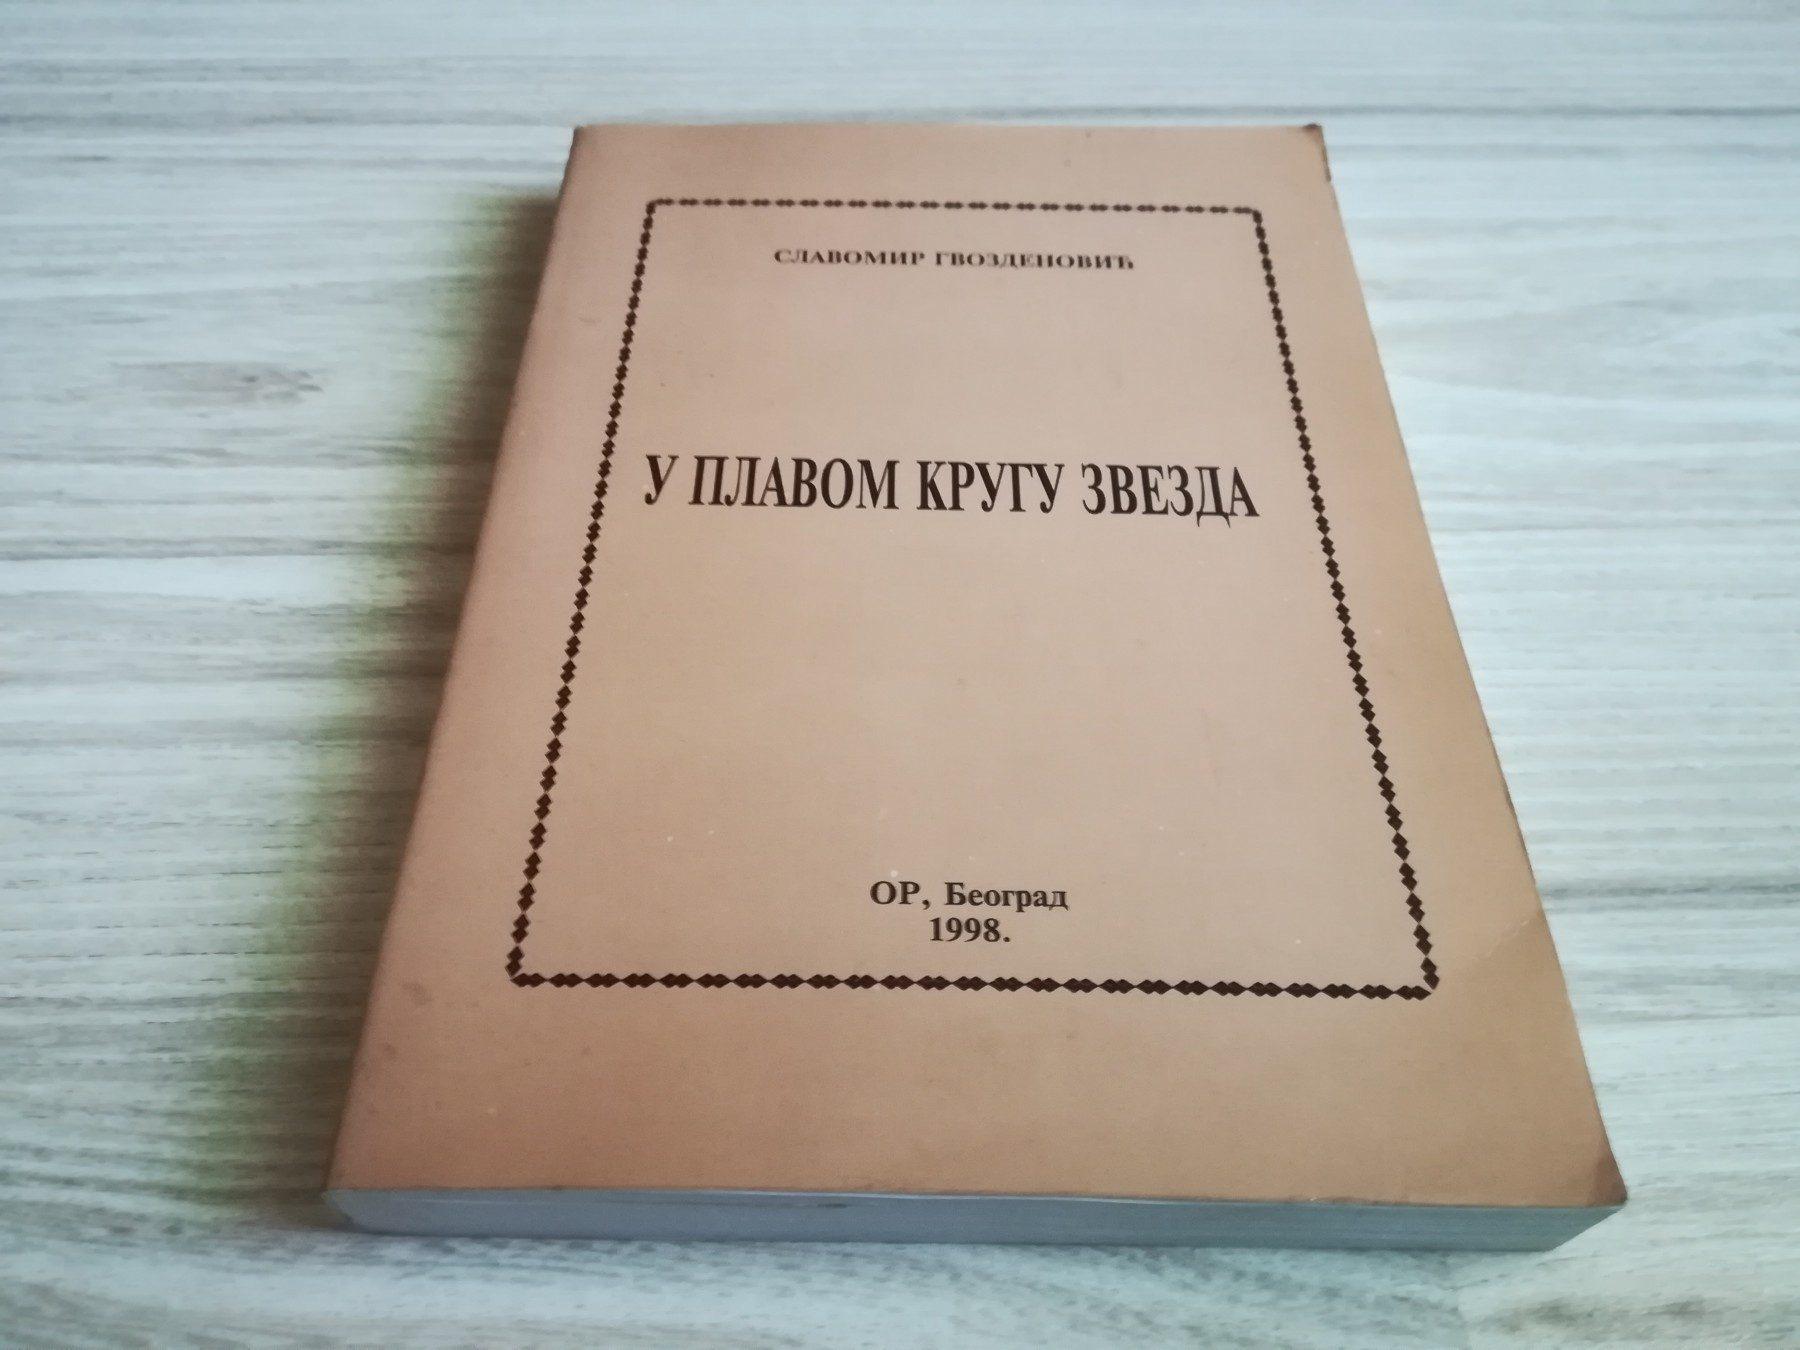 СЛАВОМИР ГВОЗДЕНОВИЋ
У ПЛАВОМ КРУГУ ЗВЕЗДА
ОР, Београд
1998.